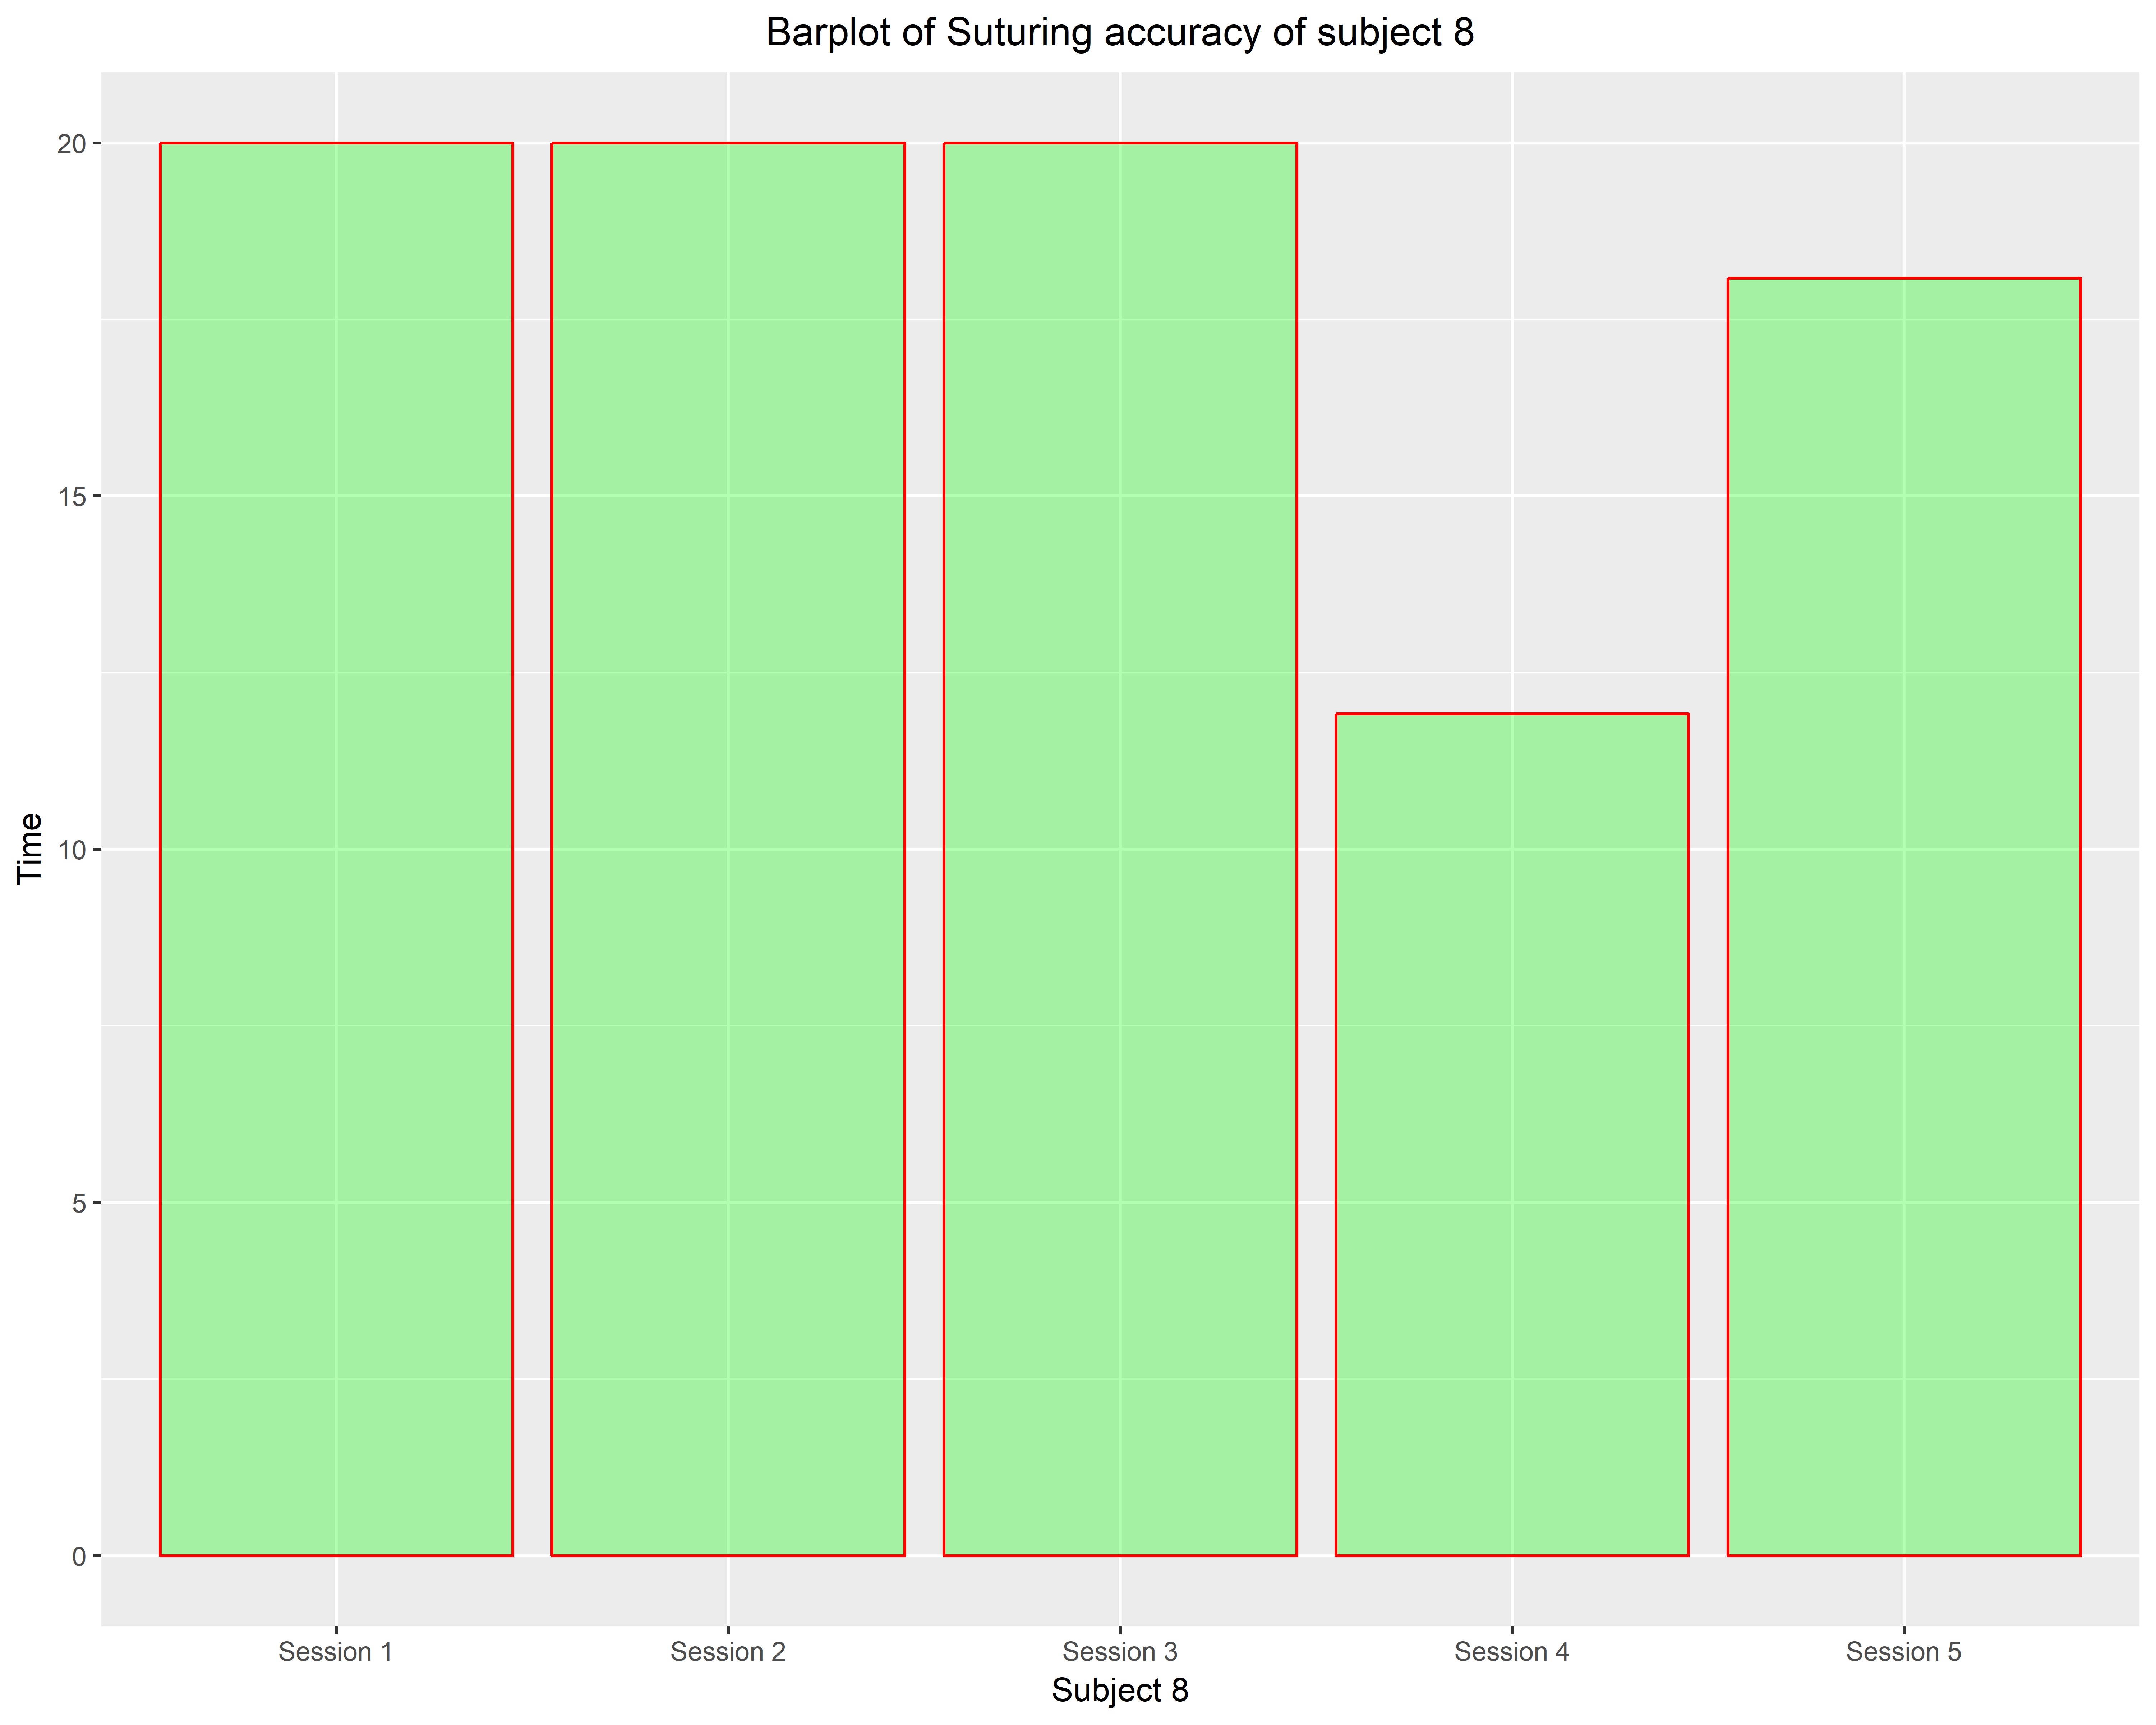 Barplot of Suturing accuracy of subject 8
20
15
10
5
0
Time
Session 1 Session 2 Session 3 Session 4 Session 5
Subject 8